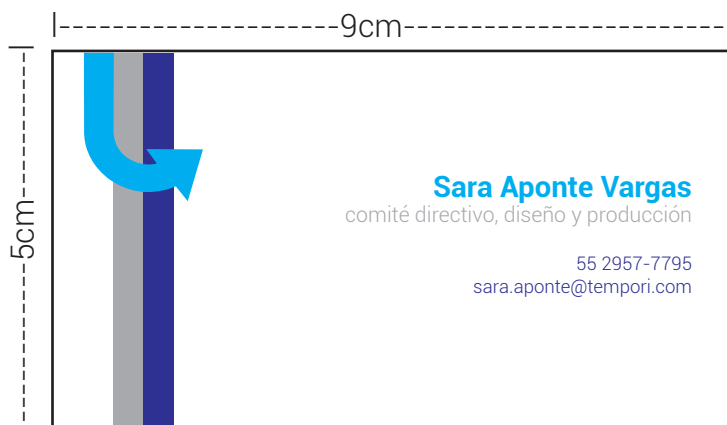 9cm
5cm
Sara Aponte Vargas
comité directivo, diseño y producción
55 2957-7795
sara.aponte@tempori.com